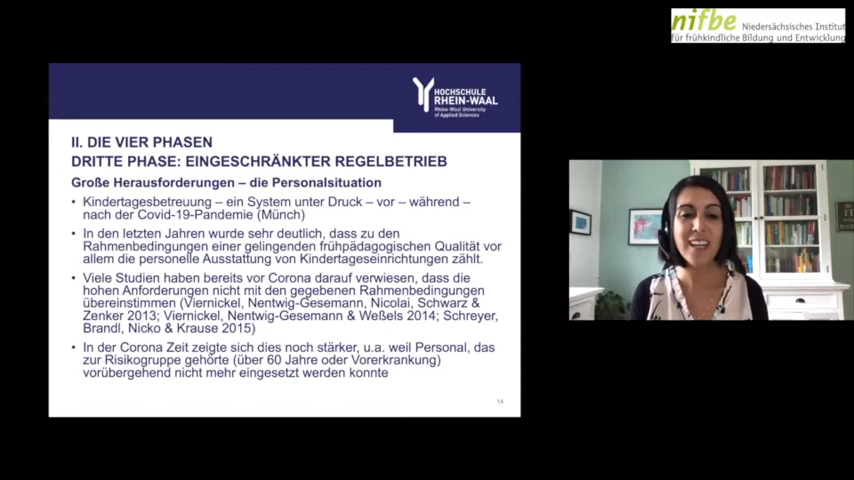 nifbe
Niedersächsisches Institut
für frühkindliche Bildung und Entwicklung
HOCHSCHULE
RHEIN-WAAL
Rhine-Waal University
of Applied Sciences
II. DIE VIER PHASEN
DRITTE PHASE: EINGESCHRÄNKTER REGELBETRIEB
Große Herausforderungen – die Personalsituation
• Kindertagesbetreuung – ein System unter Druck – vor – während –
nach der Covid-19-Pandemie (Münch)
• In den letzten Jahren wurde sehr deutlich, dass zu den
Rahmenbedingungen einer gelingenden frühpädagogischen Qualität vor
allem die personelle Ausstattung von Kindertageseinrichtungen zählt.
• Viele Studien haben bereits vor Corona darauf verwiesen, dass die
hohen Anforderungen nicht mit den gegebenen Rahmenbedingungen
übereinstimmen (Viernickel, Nentwig-Gesemann, Nicolai, Schwarz &
Zenker 2013; Viernickel, Nentwig-Gesemann & Weßels 2014; Schreyer,
Brandl, Nicko & Krause 2015)
• In der Corona Zeit zeigte sich dies noch stärker, u.a. weil Personal, das
zur Risikogruppe gehörte (über 60 Jahre oder Vorerkrankung)
vorübergehend nicht mehr eingesetzt werden konnte
14